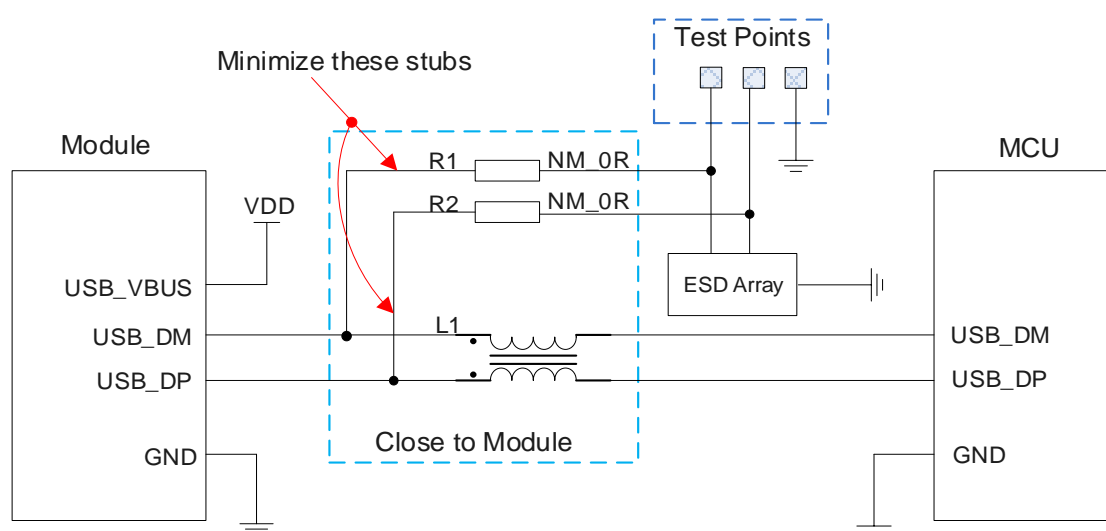 Test Points
Minimize these stubs
Module
MCU
R1
NM_0R
VDD
R2
NM_0R
USB_VBUS
ESD Array
USB_DM
L1
USB_DM
USB_DP
USB_DP
Close to Module
GND
GND